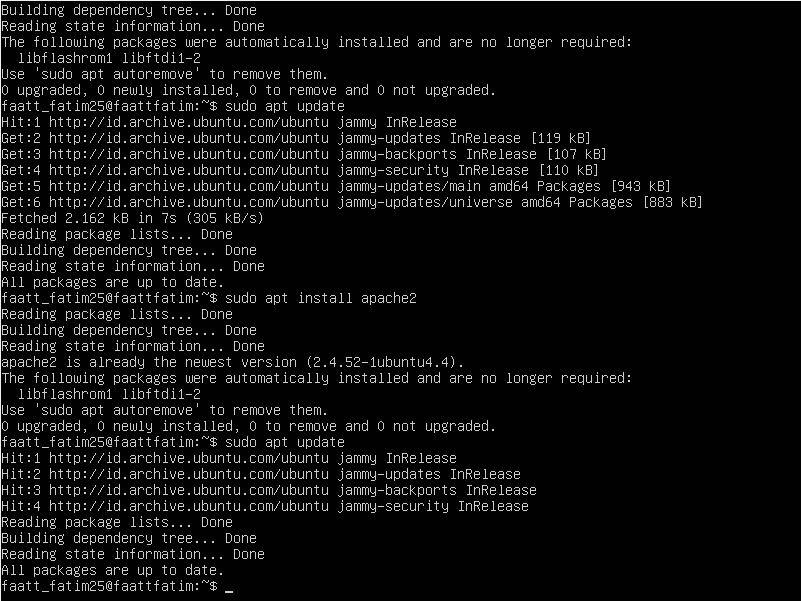 Building dependency tree... Done
Reading state information... Done
The following packages were automatically installed and are no longer required:
  libflashrom1 libftdi1-2
Use 'sudo apt autoremove' to remove them.
0 upgraded, 0 newly installed, 0 to remove and 0 not upgraded.
faatt_fatim25@faattfatim:~$ sudo apt update
Hit:1 http://id.archive.ubuntu.com/ubuntu jammy InRelease
Get:2 http://id.archive.ubuntu.com/ubuntu jammy-updates InRelease [119 kB]
Get:3 http://id.archive.ubuntu.com/ubuntu jammy-backports InRelease [107 kB]
Get:4 http://id.archive.ubuntu.com/ubuntu jammy-security InRelease [110 kB]
Get:5 http://id.archive.ubuntu.com/ubuntu jammy-updates/main amd64 Packages [943 kB]
Get:6 http://id.archive.ubuntu.com/ubuntu jammy-updates/universe amd64 Packages [883 kB]
Fetched 2.162 kB in 7s (305 kB/s)
Reading package lists... Done
Building dependency tree... Done
Reading state information... Done
All packages are up to date.
faatt_fatim25@faattfatim:~$ sudo apt install apache2
Reading package lists... Done
Building dependency tree... Done
Reading state information... Done
apache2 is already the newest version (2.4.52-1ubuntu4.4).
The following packages were automatically installed and are no longer required:
  libflashrom1 libftdi1-2
Use 'sudo apt autoremove' to remove them.
0 upgraded, 0 newly installed, 0 to remove and 0 not upgraded.
faatt_fatim25@faattfatim:~$ sudo apt update
Hit:1 http://id.archive.ubuntu.com/ubuntu jammy InRelease
Hit:2 http://id.archive.ubuntu.com/ubuntu jammy-updates InRelease
Hit:3 http://id.archive.ubuntu.com/ubuntu jammy-backports InRelease
Hit:4 http://id.archive.ubuntu.com/ubuntu jammy-security InRelease
Reading package lists... Done
Building dependency tree... Done
Reading state information... Done
All packages are up to date.
faatt_fatim25@faattfatim:~$ _